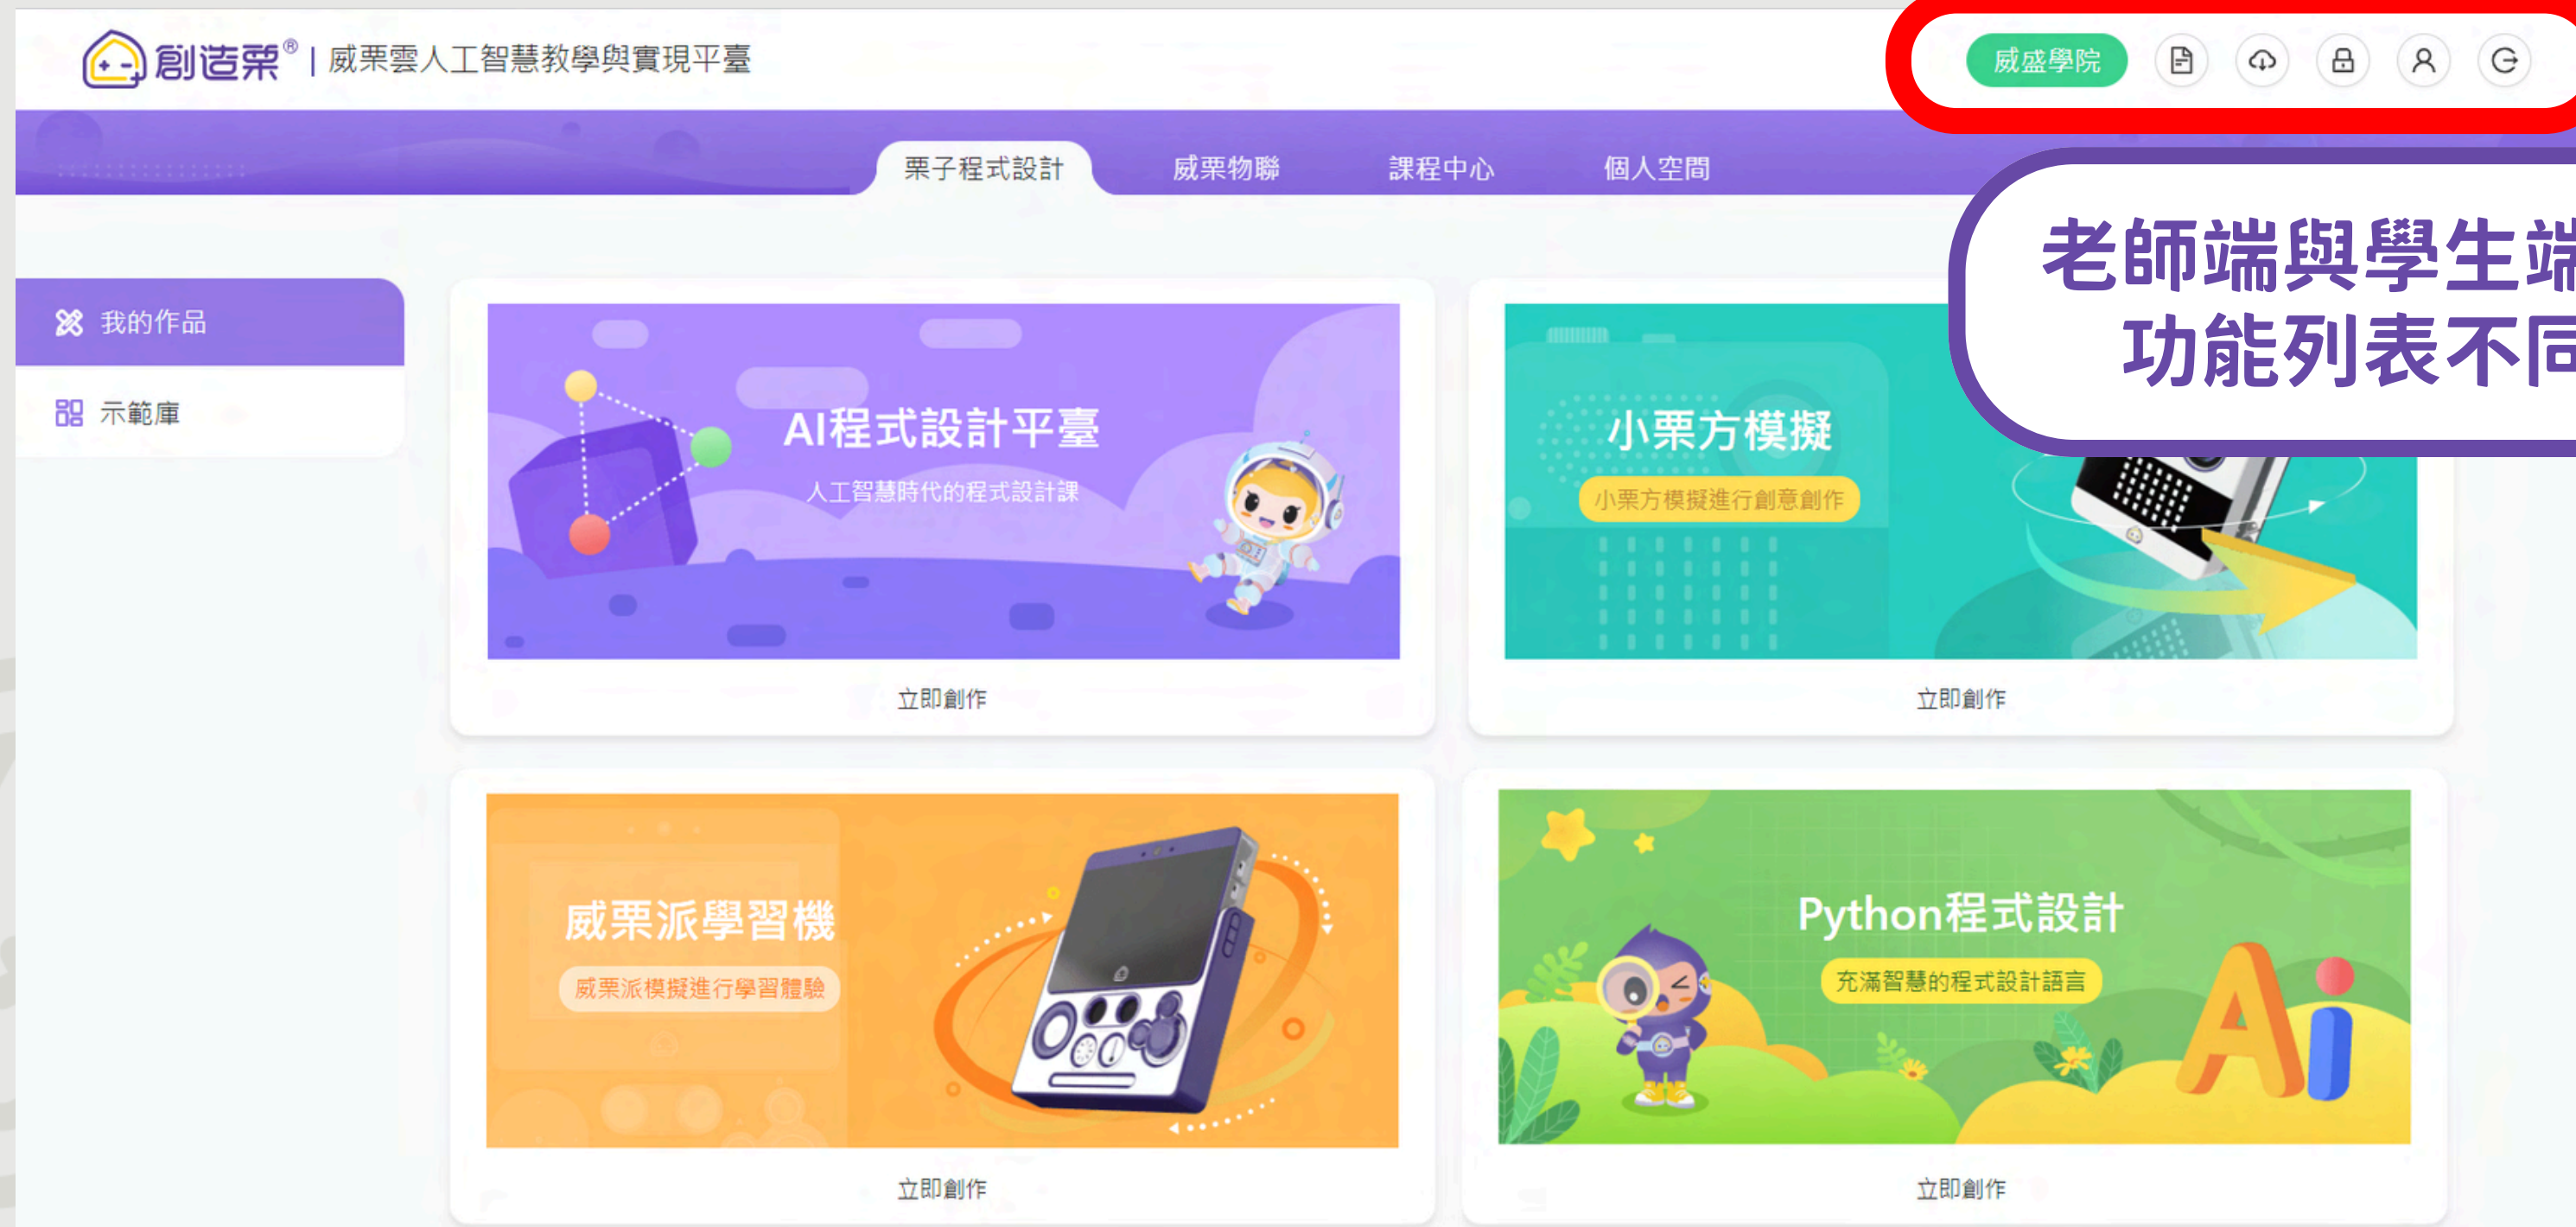 創造栗® | 威栗雲人工智慧教學與實現平臺
威盛學院
栗子程式設計 威栗物聯 課程中心 個人空間
老師端與學生端
功能列表不同
我的作品
示範庫
AI程式設計平臺
人工智慧時代的程式設計課
立即創作
小栗方模擬
小栗方模擬進行創意創作
立即創作
威栗派學習機
威栗派模擬進行學習體驗
立即創作
Python程式設計
充滿智慧的程式設計語言
Ai
立即創作